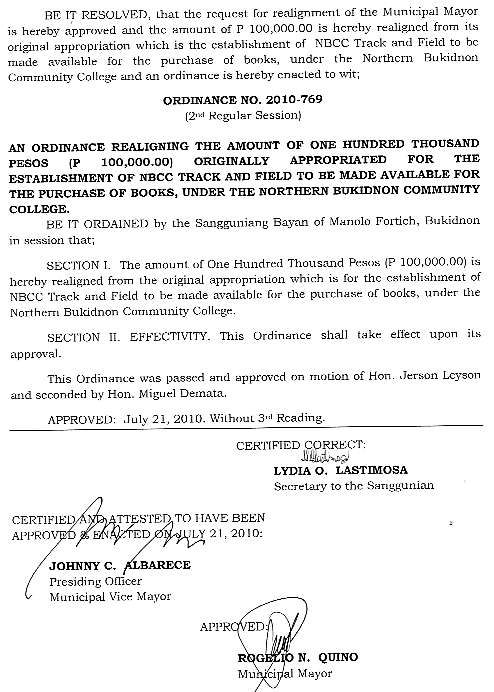 BE IT RESOLVED, that the request for realignment of the Municipal Mayor
is hereby approved and the amount of P 100,000.00 is hereby realigned from its
original appropriation which is the establishment of NBCC Track and Field to be
made available for the purchase of books, under the Northern Bukidnon
Community College and an ordinance is hereby enacted to wit;
ORDINANCE NO. 2010-769
(2nd Regular Session)
AN ORDINANCE REALIGNING THE AMOUNT OF ONE HUNDRED THOUSAND
PESOS (P 100,000.00) ORIGINALLY APPROPRIATED FOR THE
ESTABLISHMENT OF NBCC TRACK AND FIELD TO BE MADE AVAILABLE FOR
THE PURCHASE OF BOOKS, UNDER THE NORTHERN BUKIDNON COMMUNITY
COLLEGE.
BE IT ORDAINED by the Sangguniang Bayan of Manolo Fortich, Bukidnon
in session that;
SECTION I. The amount of One Hundred Thousand Pesos (P 100,000.00) is
hereby realigned from the original appropriation which is for the establishment of
NBCC Track and Field to be made available for the purchase of books, under the
Northern Bukidnon Community College.
SECTION II. EFFECTIVITY. This Ordinance shall take effect upon its
approval.
This Ordinance was passed and approved on motion of Hon. Jerson Leyson
and seconded by Hon. Miguel Demata.
APPROVED: July 21, 2010. Without 3rd Reading.
CERTIFIED CORRECT:
LYDIA O. LASTIMOSA
Secretary to the Sanggunian
CERTIFIED AND ATTESTED TO HAVE BEEN
APPROVED & ENACTED ON JULY 21, 2010:
JOHNNY C. ALBARECE
Presiding Officer
Municipal Vice Mayor
APPROVED:
ROGELIO N. QUINO
Municipal Mayor